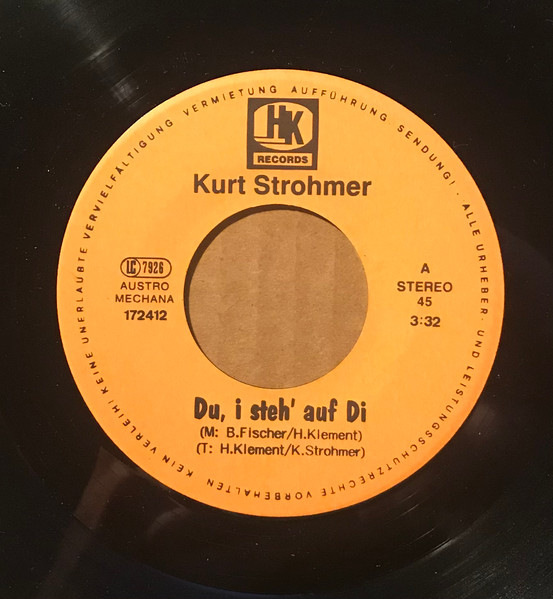 HK
RECORDS
Kurt Strohmer
LC 7926
AUSTRO
MECHANA
172412
A
STEREO
45
3:32
Du, i steh' auf Di
(M: B.Fischer/H.Klement)
(T: H.Klement/K.Strohmer)
ALLE URHEBER- UND LEISTUNGSSCHUTZRECHTE VORBEHALTEN KEIN VERLEIH! KEINE UNERLAUBTE VERVIELFÄLTIGUNG VERMIETUNG AUFFÜHRUNG SENDUNG! ·